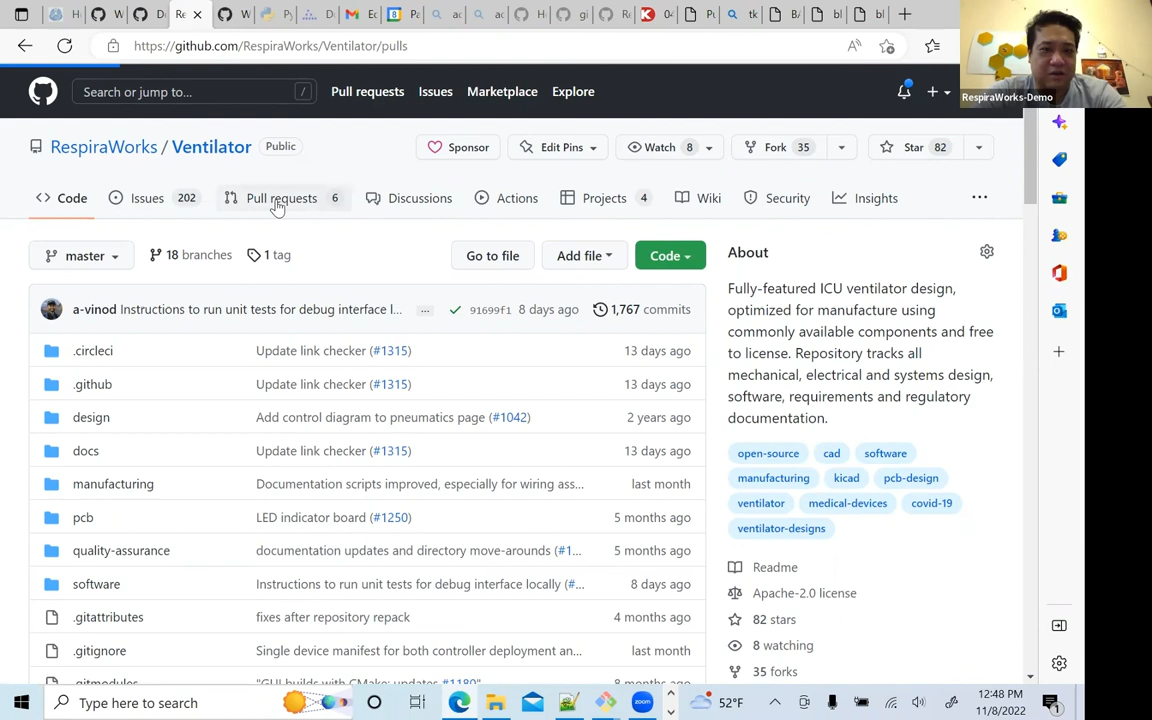 https://github.com/RespiraWorks/Ventilator/pulls
RespiraWorks-Demo
Search or jump to...
/
Pull requests
Issues
Marketplace
Explore
RespiraWorks / Ventilator
Public
Sponsor
Edit Pins
Watch 8
Fork 35
Star 82
Code
Issues 202
Pull requests 6
Discussions
Actions
Projects 4
Wiki
Security
Insights
master
18 branches
1 tag
Go to file
Add file
Code
About
a-vinod Instructions to run unit tests for debug interface l...
91699f1 8 days ago
1,767 commits
Fully-featured ICU ventilator design,
optimized for manufacture using
commonly available components and free
to license. Repository tracks all
mechanical, electrical and systems design,
software, requirements and regulatory
documentation.
.circleci Update link checker (#1315) 13 days ago
.github Update link checker (#1315) 13 days ago
design Add control diagram to pneumatics page (#1042) 2 years ago
docs Update link checker (#1315) 13 days ago
manufacturing Documentation scripts improved, especially for wiring ass... last month
pcb LED indicator board (#1250) 5 months ago
quality-assurance documentation updates and directory move-arounds (#1... 5 months ago
software Instructions to run unit tests for debug interface locally (#... 8 days ago
.gitattributes fixes after repository repack 4 months ago
.gitignore Single device manifest for both controller deployment an... last month
.gitmodules "GUI builds with CMake: updates #1180" 8 months ago
open-source cad software
manufacturing kicad pcb-design
ventilator medical-devices covid-19
ventilator-designs
Readme
Apache-2.0 license
82 stars
8 watching
35 forks
Type here to search
zoom
52°F
12:48 PM
11/8/2022
1